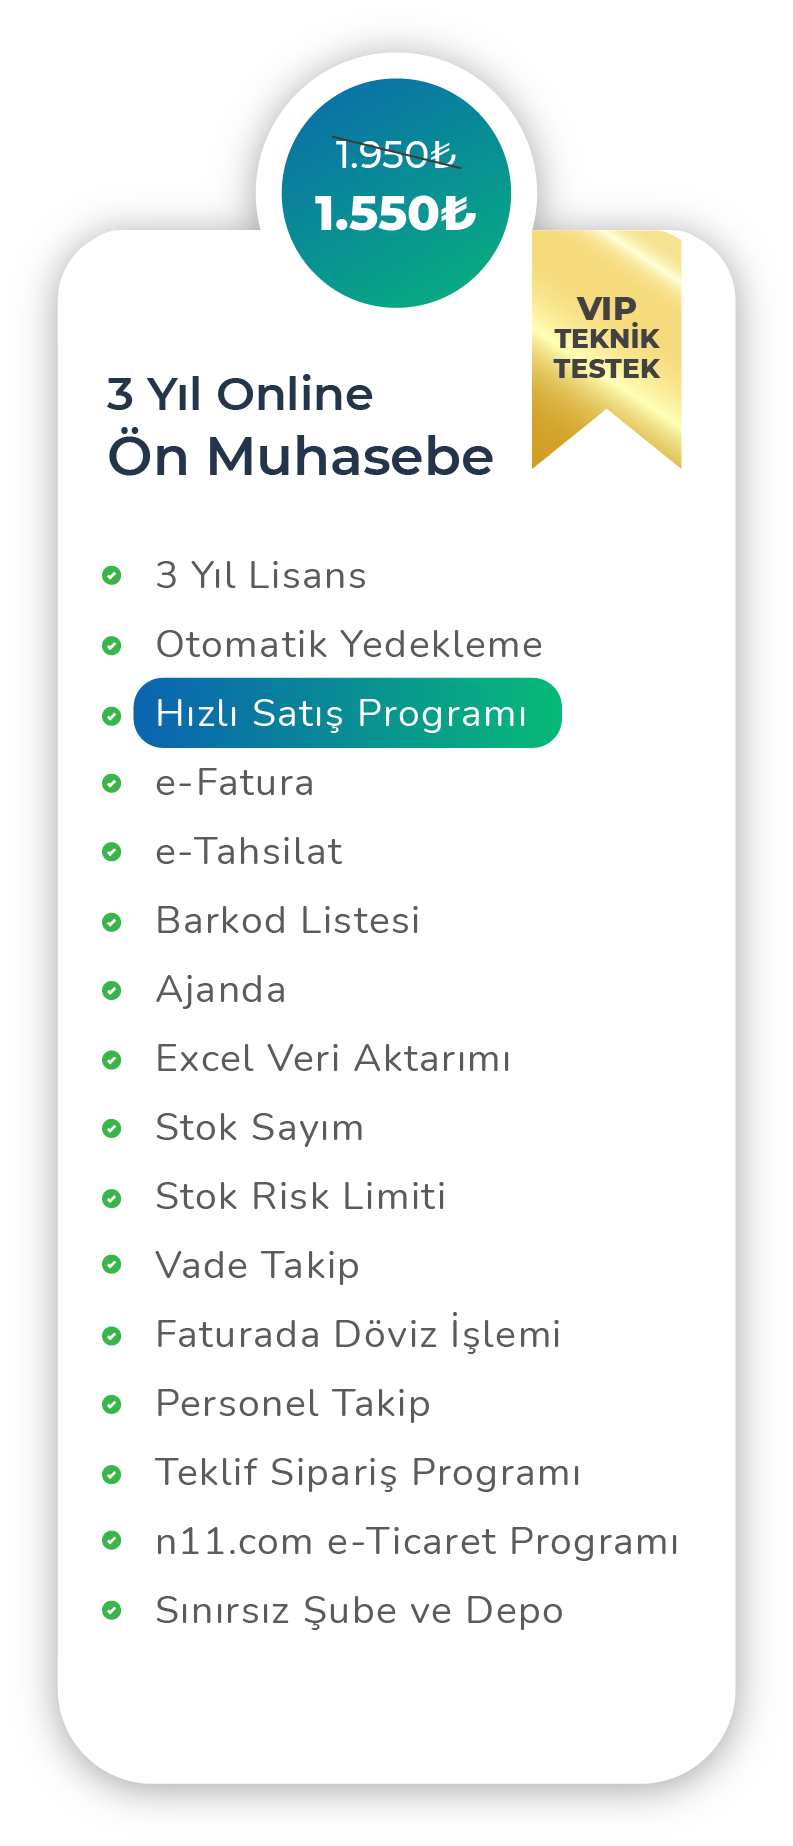 1.950₺
1.550₺
VIP
TEKNİK
TESTEK
3 Yıl Online
Ön Muhasebe
3 Yıl Lisans
Otomatik Yedekleme
Hızlı Satış Programı
e-Fatura
e-Tahsilat
Barkod Listesi
Ajanda
Excel Veri Aktarımı
Stok Sayım
Stok Risk Limiti
Vade Takip
Faturada Döviz İşlemi
Personel Takip
Teklif Sipariş Programı
n11.com e-Ticaret Programı
Sınırsız Şube ve Depo